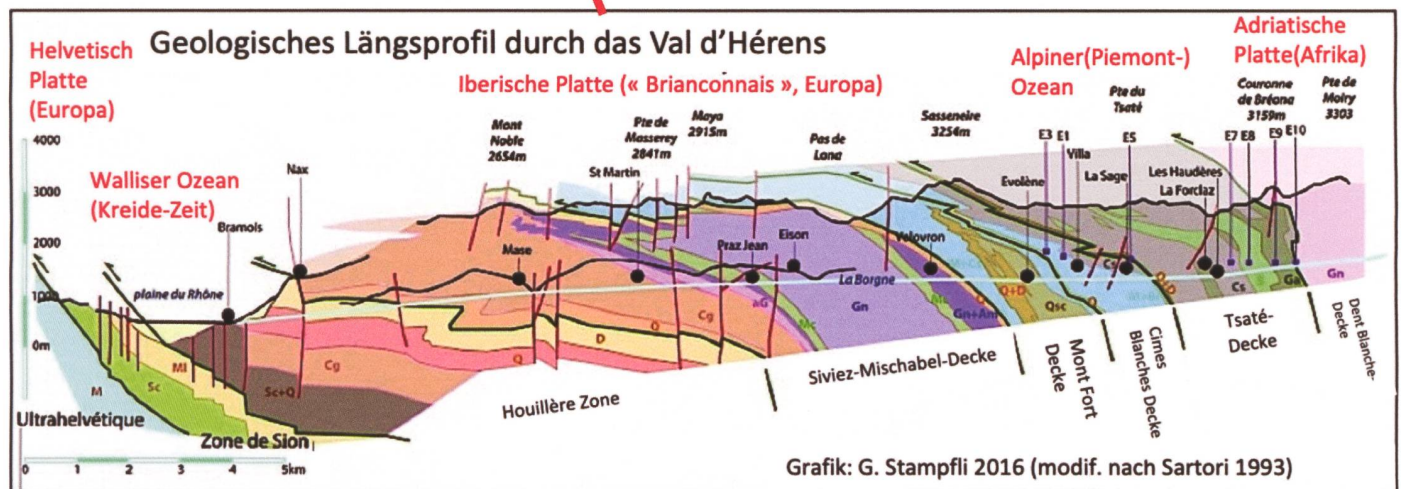 Geologisches Längsprofil durch das Val d’Hérens
Helvetisch
Platte
(Europa)
Iberische Platte (« Brianconnais », Europa)
Alpiner(Piemont-)
Ozean
Adriatische
Platte(Afrika)
Walliser Ozean
(Kreide-Zeit)
4000
3000
2000
0m
Bramois
Nax
Mont
Noble
2654m
St Martin
Pte de
Masserey
2841m
Maya
2915m
Pas de
Lona
Sasseneire
3254m
Evolène
E3
E1
Villa
La Sage
Pte du
Tsaté
E5
Les Haudères
La Forclaz
Couronne
de Bréona
3159m
E7
E8
E9
E10
Pte de
Moiry
3303
plaine du Rhône
Mase
Praz Jean
Eison
La Borgne
Volovron
M
Sc
Ml
Sc+Q
Cg
Q
D
Q
Cg
aG
Mc
Gn
Mc
Gn+Am
Q
Q+D
Qsc
Q
Cs
Cs
Ga
Gn
Ultrahelvétique
Zone de Sion
Houillère Zone
Siviez-Mischabel-Decke
Mont Fort
Decke
Cimes
Blanches Decke
Tsaté-
Decke
Dent Blanche-
Decke
0 1 2 3 4 5km
Grafik: G. Stampfli 2016 (modif. nach Sartori 1993)